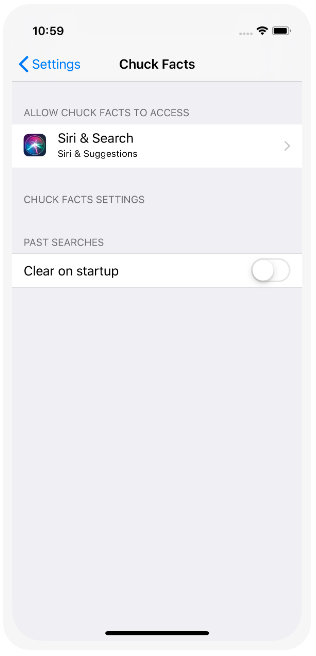 10:59
Settings
Chuck Facts
ALLOW CHUCK FACTS TO ACCESS
Siri & Search
Siri & Suggestions
CHUCK FACTS SETTINGS
PAST SEARCHES
Clear on startup